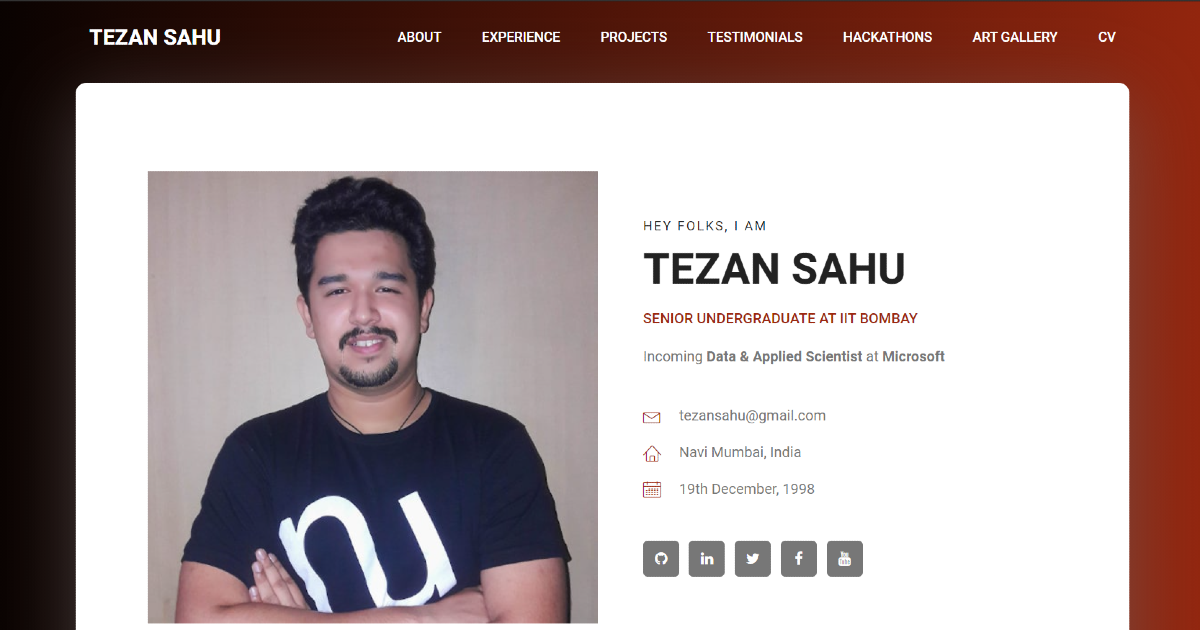 TEZAN SAHU
ABOUT
EXPERIENCE
PROJECTS
TESTIMONIALS
HACKATHONS
ART GALLERY
CV
HEY FOLKS, I AM
TEZAN SAHU
SENIOR UNDERGRADUATE AT IIT BOMBAY
Incoming Data & Applied Scientist at Microsoft
tezansahu@gmail.com
Navi Mumbai, India
19th December, 1998
nu